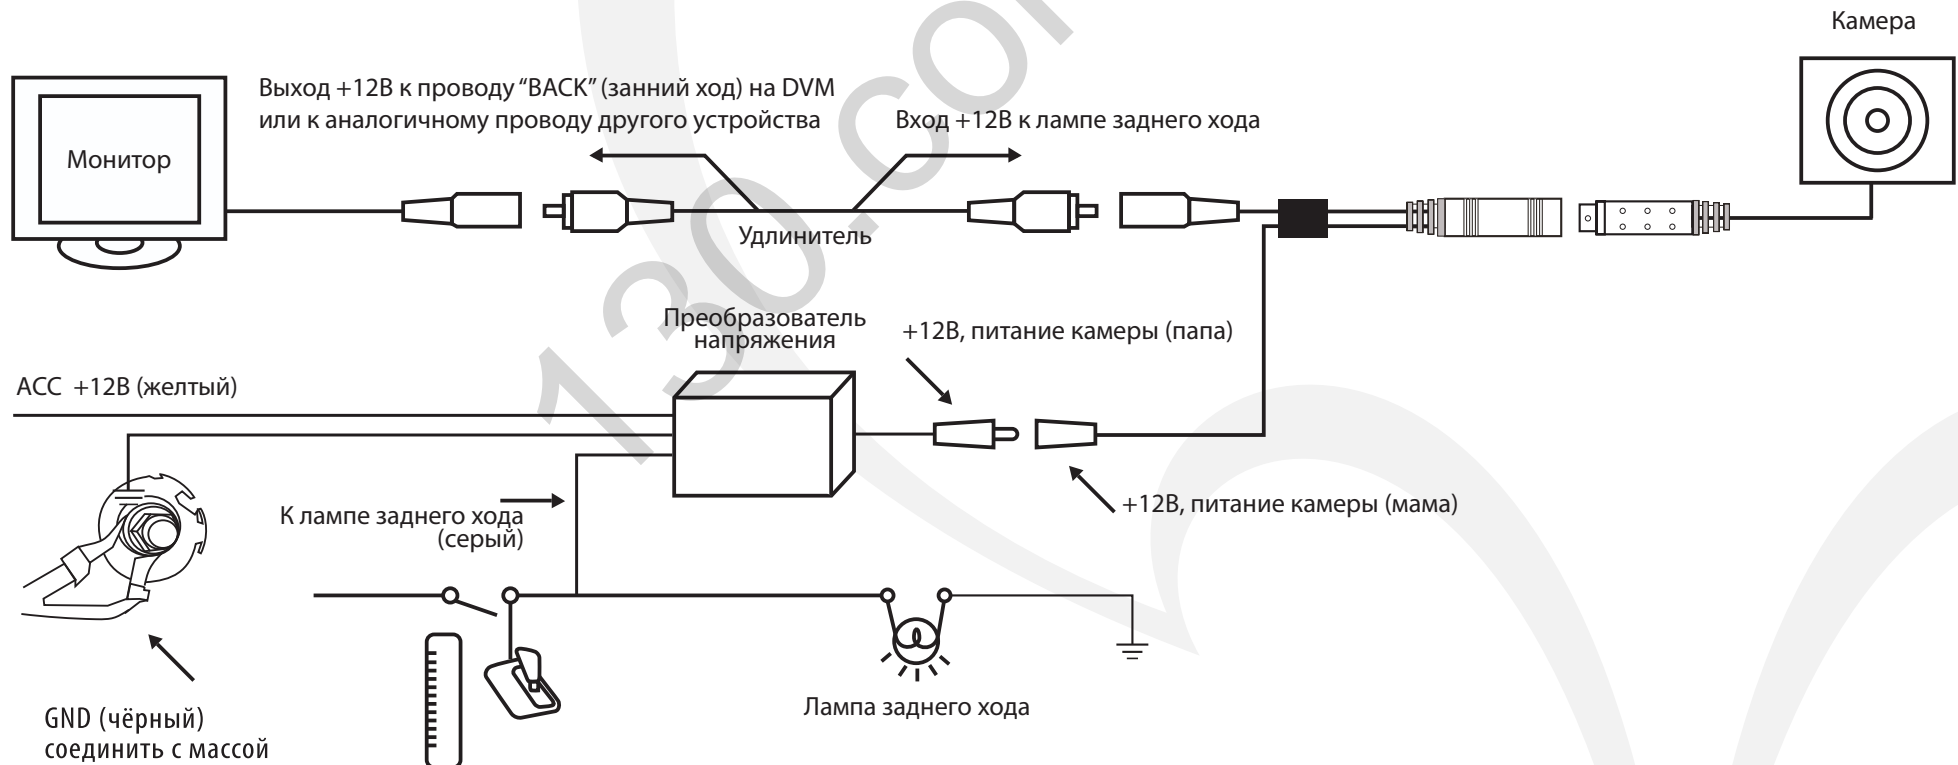 Камера
Выход +12В к проводу “BACK” (занний ход) на DVM
или к аналогичному проводу другого устройства
Вход +12В к лампе заднего хода
Монитор
Удлинитель
Преобразователь
напряжения
+12В, питание камеры (папа)
ACC +12В (желтый)
К лампе заднего хода
(серый)
+12В, питание камеры (мама)
Лампа заднего хода
GND (чёрный)
соединить с массой
130.com